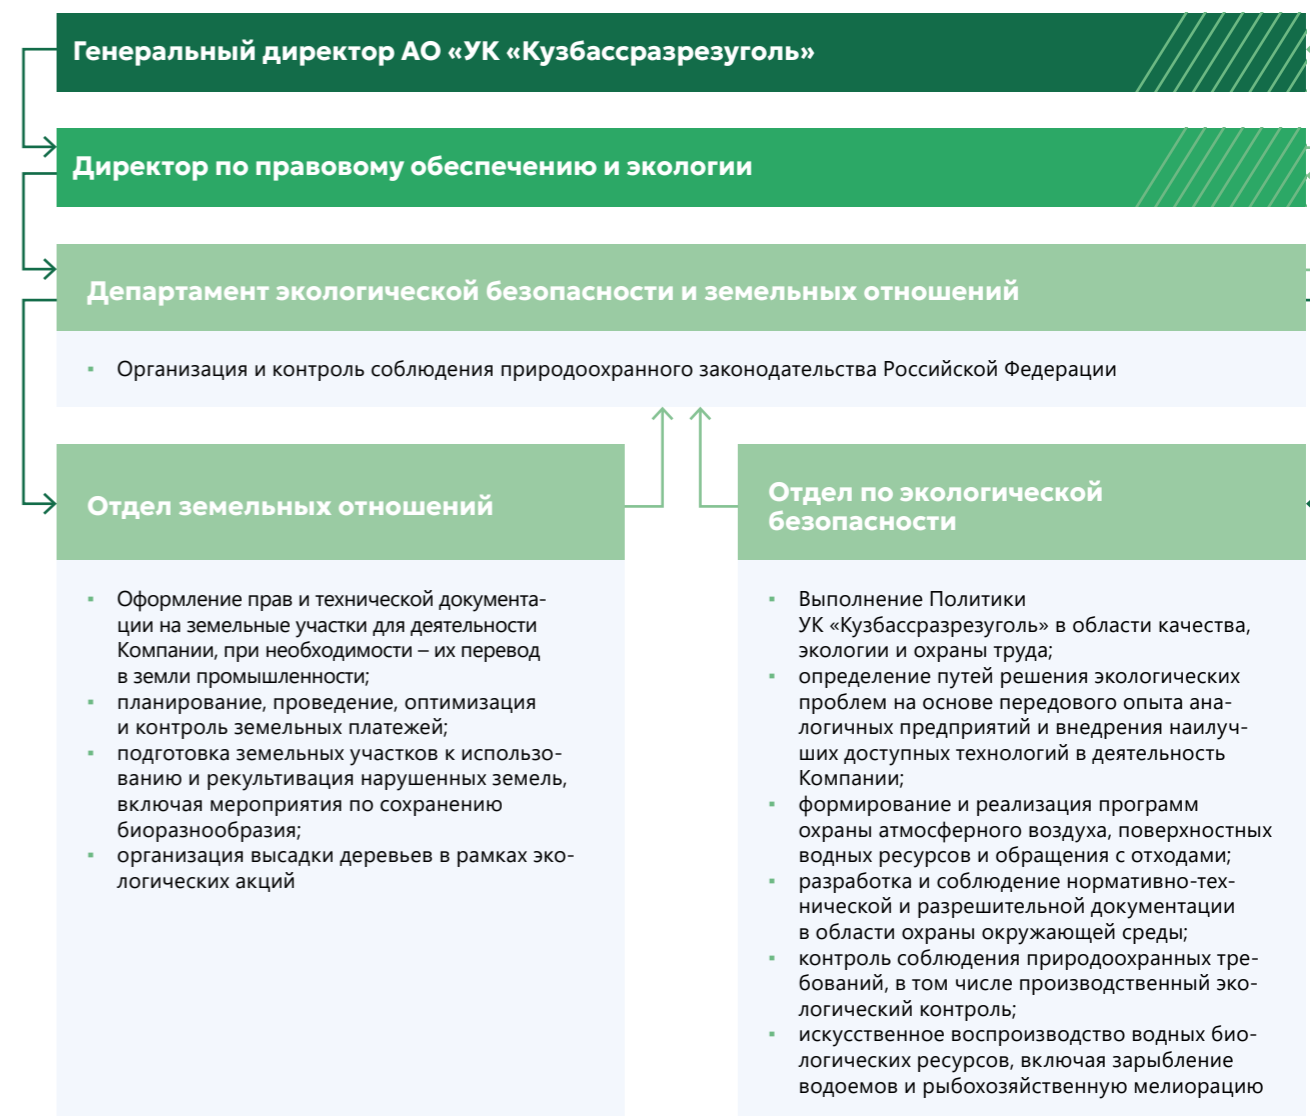 Генеральный директор АО «УК «Кузбассразрезуголь»
Директор по правовому обеспечению и экологии
Департамент экологической безопасности и земельных отношений
▪ Организация и контроль соблюдения природоохранного законодательства Российской Федерации
Отдел земельных отношений
▪ Оформление прав и технической документа-
ции на земельные участки для деятельности
Компании, при необходимости – их перевод
в земли промышленности;
▪ планирование, проведение, оптимизация
и контроль земельных платежей;
▪ подготовка земельных участков к использо-
ванию и рекультивация нарушенных земель,
включая мероприятия по сохранению
биоразнообразия;
▪ организация высадки деревьев в рамках эко-
логических акций
Отдел по экологической
безопасности
▪ Выполнение Политики
УК «Кузбассразрезуголь» в области качества,
экологии и охраны труда;
▪ определение путей решения экологических
проблем на основе передового опыта ана-
логичных предприятий и внедрения наилуч-
ших доступных технологий в деятельность
Компании;
▪ формирование и реализация программ
охраны атмосферного воздуха, поверхностных
водных ресурсов и обращения с отходами;
▪ разработка и соблюдение нормативно-тех-
нической и разрешительной документации
в области охраны окружающей среды;
▪ контроль соблюдения природоохранных тре-
бований, в том числе производственный эко-
логический контроль;
▪ искусственное воспроизводство водных био-
логических ресурсов, включая зарыбление
водоемов и рыбохозяйственную мелиорацию